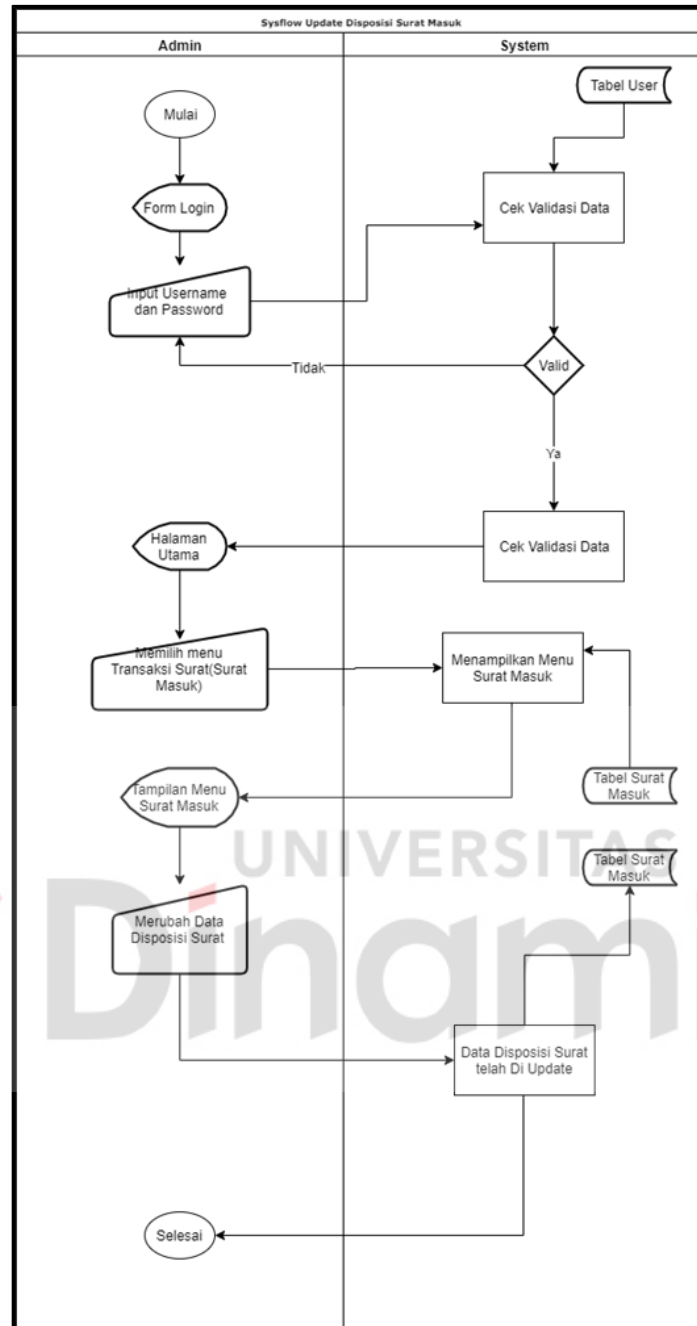 Sysflow Update Disposisi Surat Masuk
Admin
System
Tabel User
Mulai
Cek Validasi Data
Form Login
Input Username
dan Password
Valid
Tidak
Ya
Halaman
Utama
Cek Validasi Data
Memilih menu
Transaksi Surat(Surat
Masuk)
Menampilkan Menu
Surat Masuk
Tampilan Menu
Surat Masuk
Tabel Surat
Masuk
UNIVERSITAS
Tabel Surat
Masuk
Dinami
Merubah Data
Disposisi Surat
Data Disposisi Surat
telah Di Update
Selesai